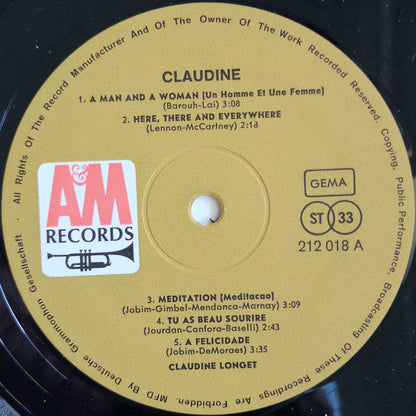 All Rights Of The Record Manufacturer And Of The Owner Of The Work Recorded Reserved. Copying, Public Performance, Broadcasting Of These Recordings Are Forbidden. MFD By Deutsche Grammophon Gesellschaft ·
CLAUDINE
1. A MAN AND A WOMAN [Un Homme Et Une Femme]
(Barouh-Lai) 3:08
2. HERE, THERE AND EVERYWHERE
(Lennon-McCartney) 2:18
A&M
RECORDS
GEMA
ST 33
212 018 A
3. MEDITATION [Meditacao]
(Jobim-Gimbel-Mendonca-Marnay) 3:09
4. TU AS BEAU SOURIRE
(Jourdan-Canfora-Baselli) 2:43
5. A FELICIDADE
(Jobim-DeMoraes) 3:35
CLAUDINE LONGET